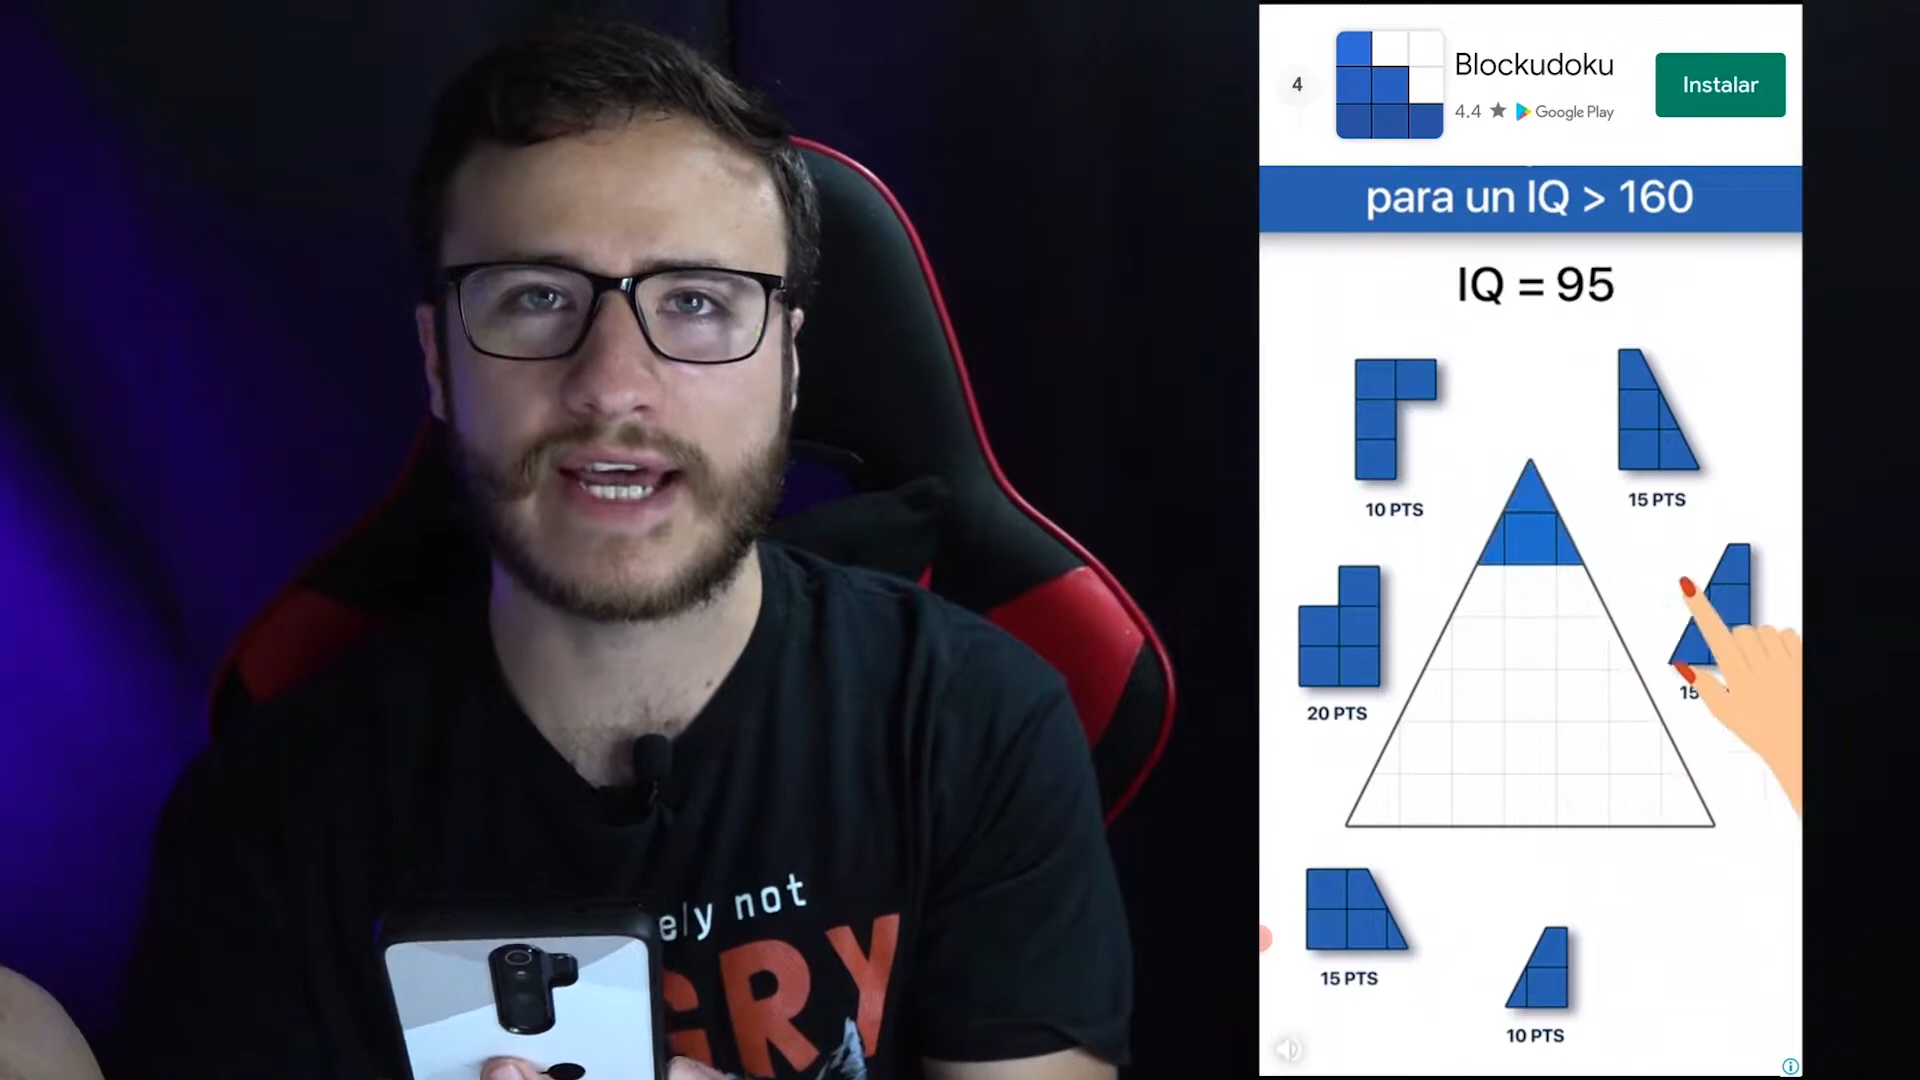 4
Blockudoku
Instalar
4.4 ★ Google Play
para un IQ > 160
IQ = 95
10 PTS
15 PTS
20 PTS
15
15 PTS
10 PTS
ely not
GRY